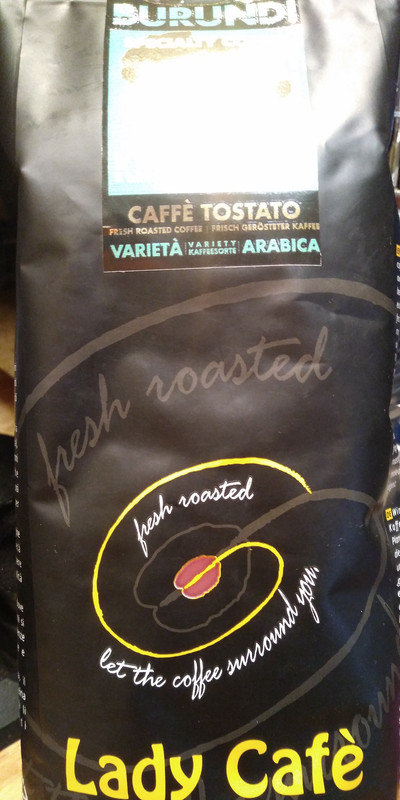 BURUNDI
CAFFÈ TOSTATO
FRESH ROASTED COFFEE | FRISCH GERÖSTETER KAFFEE
VARIETÀ | VARIETY KAFFEESORTE | ARABICA
fresh roasted
fresh roasted
let the coffee surround you.
Lady Cafè